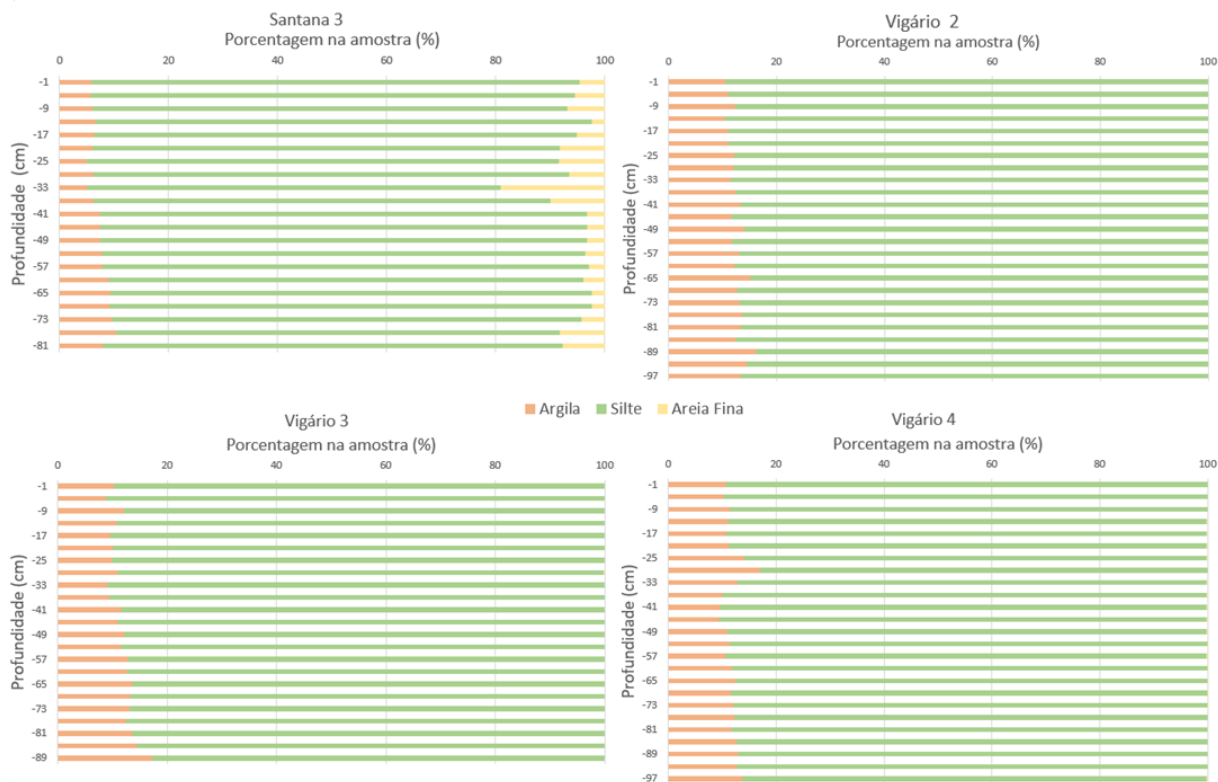 Santana 3
Porcentagem na amostra (%)
0 20 40 60 80 100
Profundidade (cm)
-1
-9
-17
-25
-33
-41
-49
-57
-65
-73
-81
Vigário 2
Porcentagem na amostra (%)
0 20 40 60 80 100
Profundidade (cm)
-1
-9
-17
-25
-33
-41
-49
-57
-65
-73
-81
-89
-97
Argila Silte Areia Fina
Vigário 3
Porcentagem na amostra (%)
0 20 40 60 80 100
Profundidade (cm)
-1
-9
-17
-25
-33
-41
-49
-57
-65
-73
-81
-89
Vigário 4
Porcentagem na amostra (%)
0 20 40 60 80 100
Profundidade (cm)
-1
-9
-17
-25
-33
-41
-49
-57
-65
-73
-81
-89
-97